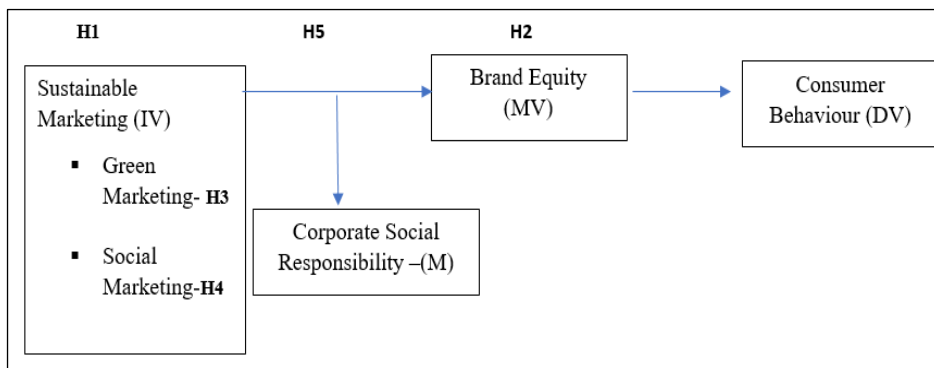 H1
H5
H2
Sustainable
Marketing (IV)
▪ Green
Marketing- H3
▪ Social
Marketing-H4
Brand Equity
(MV)
Consumer
Behaviour (DV)
Corporate Social
Responsibility –(M)